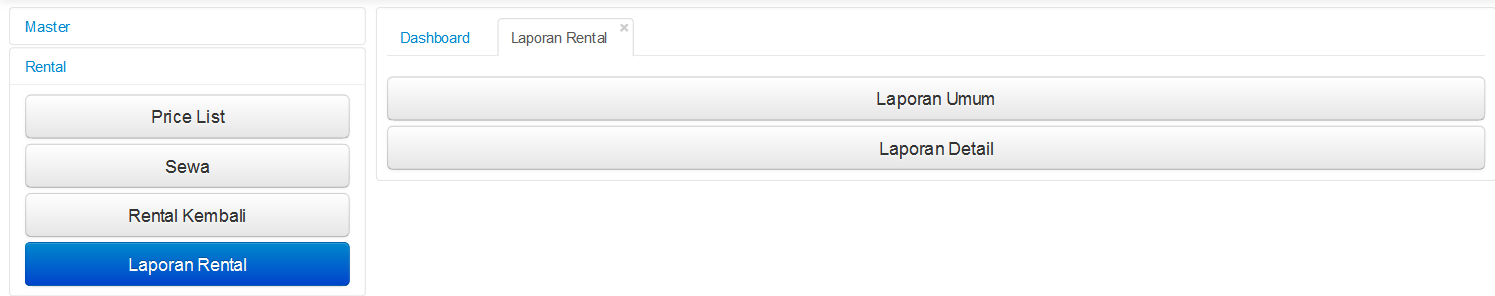 Master
Rental
Price List
Sewa
Rental Kembali
Laporan Rental
Dashboard
Laporan Rental ×
Laporan Umum
Laporan Detail